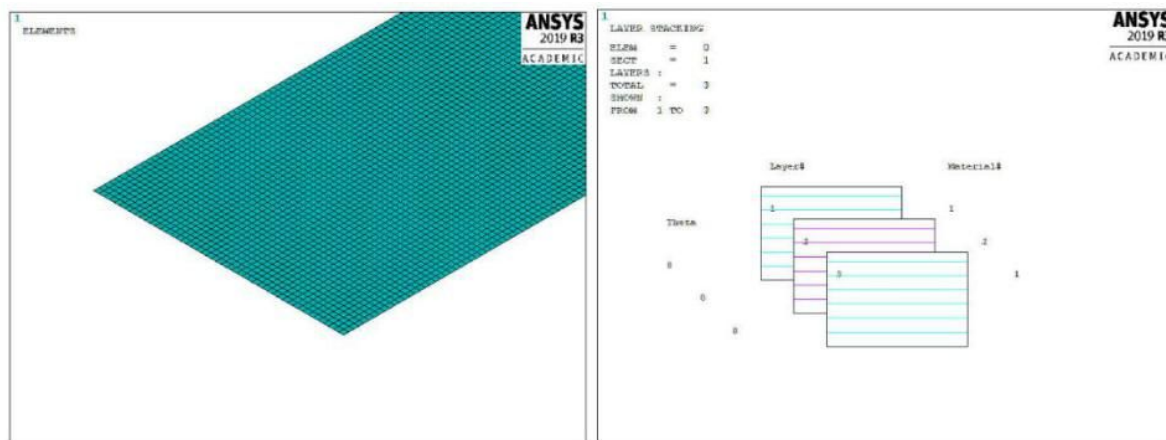 1
ELEMENTS
ANSYS
2019 R3
ACADEMIC
1
LAYER STACKING
ELEM = 0
SECT = 1
LAYERS :
TOTAL = 3
SHOWN :
FROM 1 TO 3
ANSYS
2019 R3
ACADEMIC
Layer# Material#
1 1
Theta
2 2
0
3 1
0
0